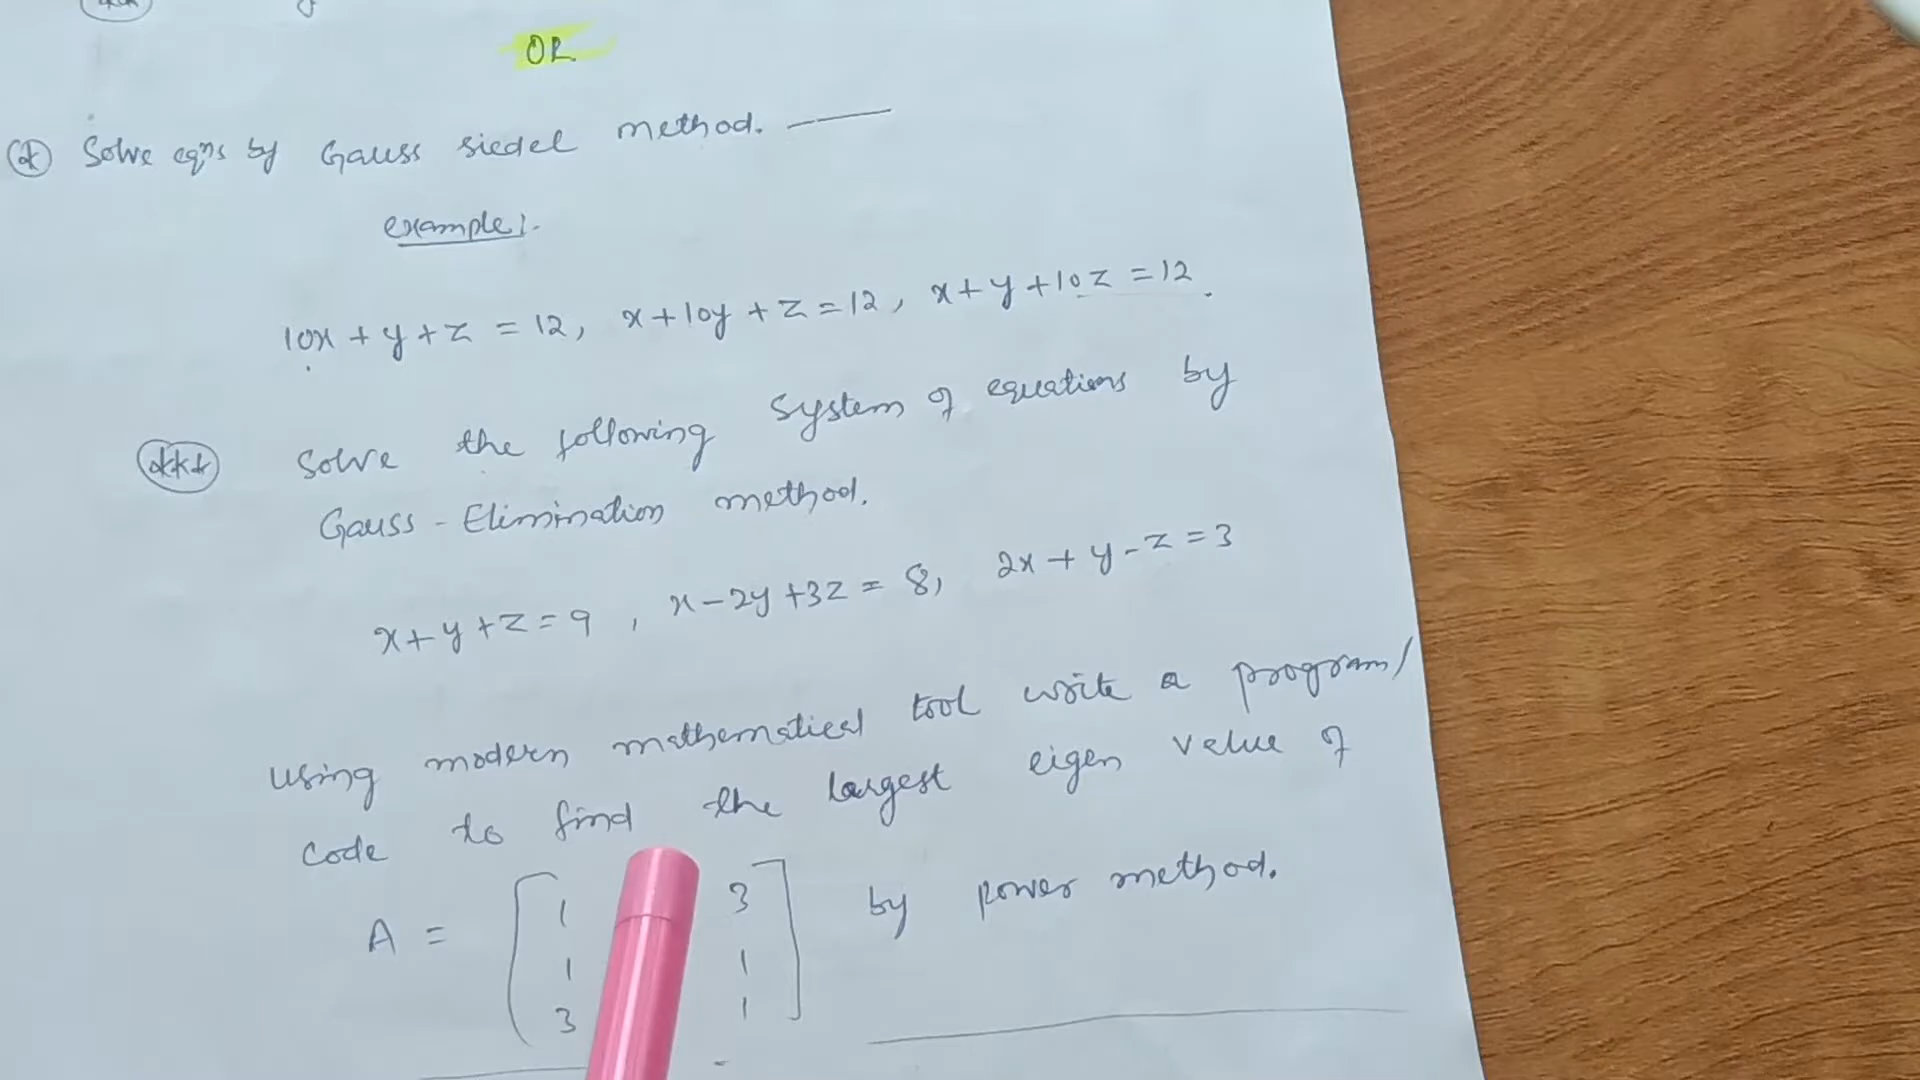 OR
Solve eqns by Gauss siedel method.
example:-
10x + y + z = 12, x + 10y + z = 12, x + y + 10z = 12.
*** Solve the following system of equations by
Gauss - Elimination method.
x + y + z = 9, x - 2y + 3z = 8, 2x + y - z = 3
using modern mathematical tool write a program/
code to find the largest eigen value of
A = [ 1 3 ] by power method.
1 1
3 1